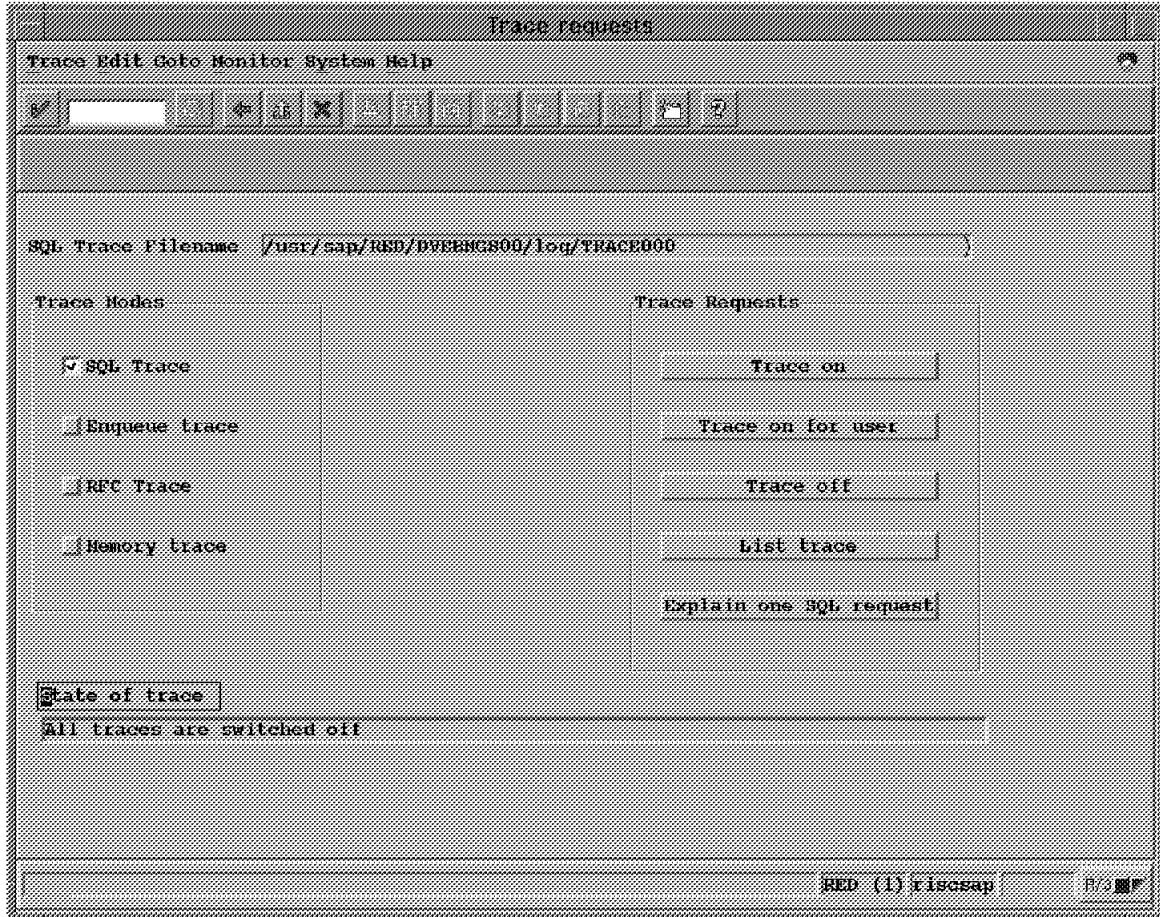 Trace requests
Trace Edit Goto Monitor System Help
SQL Trace Filename /usr/sap/RED/DVEBMGS00/log/TRACE000
Trace Modes
Trace Requests
SQL Trace
Trace on
Enqueue trace
Trace on for user
RFC Trace
Trace off
Memory trace
List trace
Explain one SQL request
State of trace
All traces are switched off
RED (1) riscsap
R/3